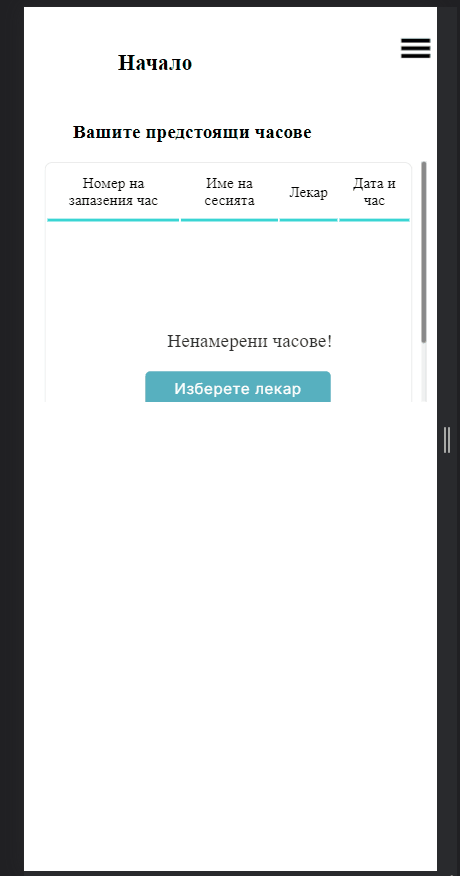 Начало
Вашите предстоящи часове
Номер на
запазения час
Име на
сесията
Лекар
Дата и
час
Ненамерени часове!
Изберете лекар